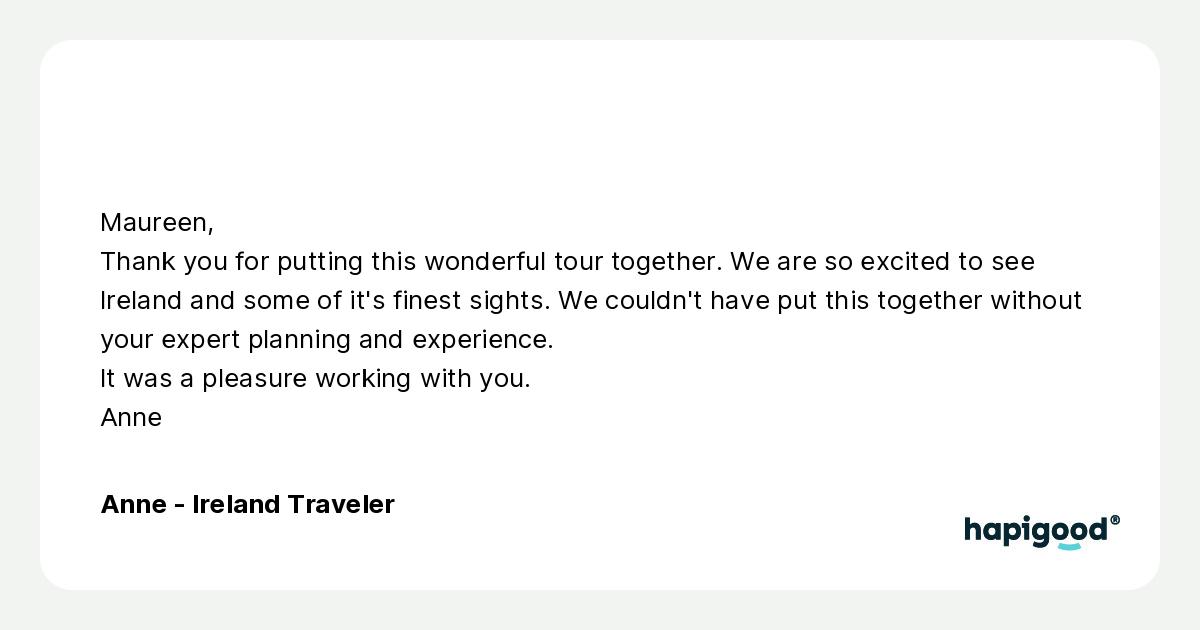 Maureen,
Thank you for putting this wonderful tour together. We are so excited to see
Ireland and some of it's finest sights. We couldn't have put this together without
your expert planning and experience.
It was a pleasure working with you.
Anne
Anne - Ireland Traveler
hapigood®